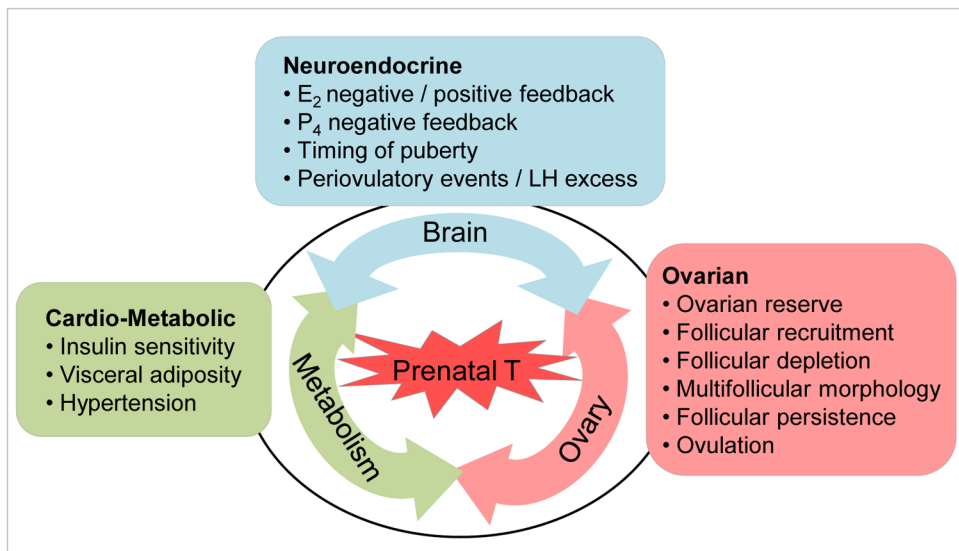 Neuroendocrine
• E₂ negative / positive feedback
• P₄ negative feedback
• Timing of puberty
• Periovulatory events / LH excess
Brain
Cardio-Metabolic
• Insulin sensitivity
• Visceral adiposity
• Hypertension
Metabolism
Prenatal T
Ovary
Ovarian
• Ovarian reserve
• Follicular recruitment
• Follicular depletion
• Multifollicular morphology
• Follicular persistence
• Ovulation